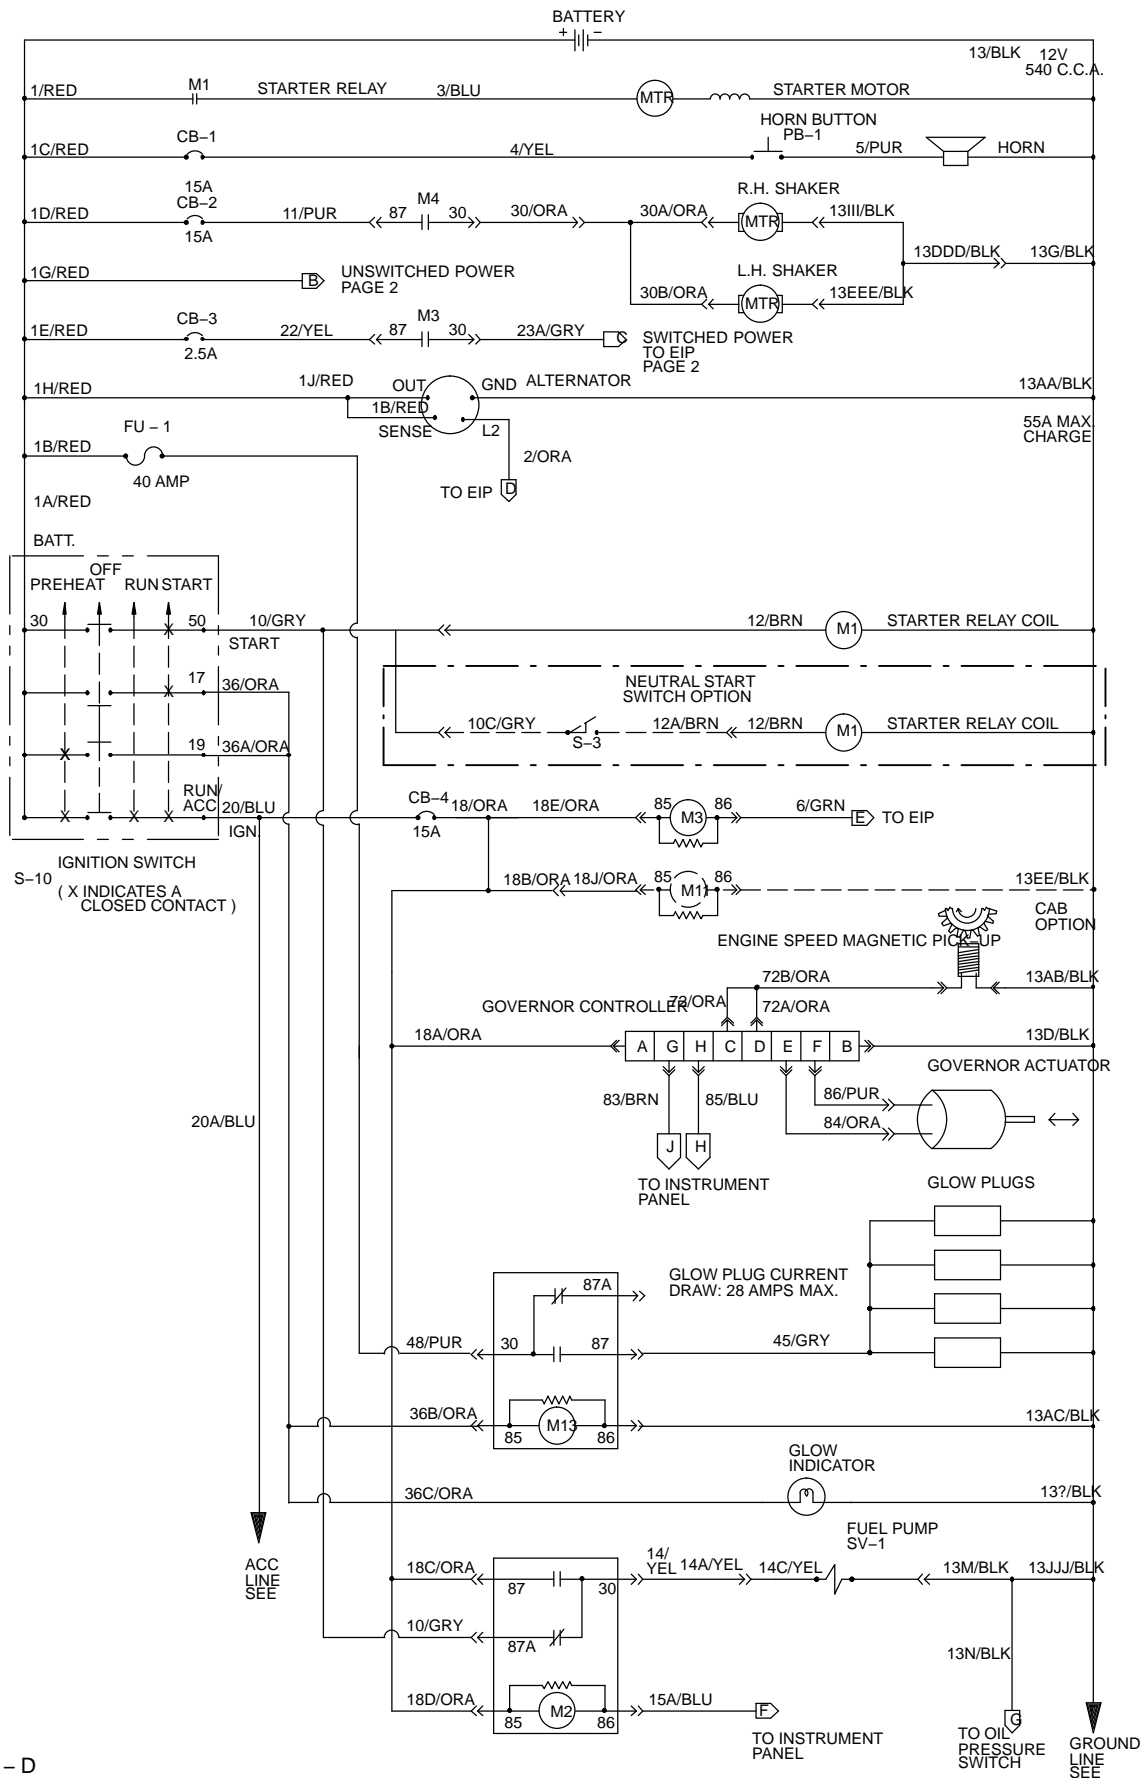 BATTERY
+ −
13/BLK 12V
540 C.C.A.
1/RED M1 STARTER RELAY 3/BLU MTR STARTER MOTOR
HORN BUTTON
PB−1
CB−1
1C/RED 4/YEL 5/PUR HORN
15A
CB−2
R.H. SHAKER
1D/RED 11/PUR 87 M4 30 30/ORA 30A/ORA MTR 13III/BLK
15A
13DDD/BLK 13G/BLK
L.H. SHAKER
30B/ORA MTR 13EEE/BLK
1G/RED B UNSWITCHED POWER
PAGE 2
CB−3
1E/RED 22/YEL 87 M3 30 23A/GRY C SWITCHED POWER
TO EIP
PAGE 2
2.5A
1H/RED 1J/RED OUT GND ALTERNATOR 13AA/BLK
1B/RED
SENSE L2
55A MAX.
CHARGE
FU − 1
1B/RED
40 AMP
2/ORA
TO EIP D
1A/RED
BATT.
OFF
PREHEAT RUN START
30 X 50 10/GRY 12/BRN M1 STARTER RELAY COIL
START
X 17 36/ORA
NEUTRAL START
SWITCH OPTION
10C/GRY S−3 12A/BRN 12/BRN M1 STARTER RELAY COIL
X 19 36A/ORA
RUN/
ACC
X X X 20/BLU
IGN.
CB−4
15A
18/ORA 18E/ORA 85 M3 86 6/GRN E TO EIP
IGNITION SWITCH
S−10
( X INDICATES A
CLOSED CONTACT )
18B/ORA 18J/ORA 85 M11 86 13EE/BLK
CAB
OPTION
ENGINE SPEED MAGNETIC PICK−UP
72B/ORA 13AB/BLK
GOVERNOR CONTROLLER 72/ORA 72A/ORA
18A/ORA A G H C D E F B 13D/BLK
GOVERNOR ACTUATOR
83/BRN 85/BLU 86/PUR
84/ORA
20A/BLU
J H
TO INSTRUMENT
PANEL
GLOW PLUGS
GLOW PLUG CURRENT
DRAW: 28 AMPS MAX.
87A
48/PUR 30 87 45/GRY
36B/ORA 85 M13 86 13AC/BLK
GLOW
INDICATOR
36C/ORA 13?/BLK
FUEL PUMP
SV−1
ACC
LINE
SEE
18C/ORA 87 30 14/
YEL 14A/YEL 14C/YEL 13M/BLK 13JJJ/BLK
10/GRY 87A
13N/BLK
18D/ORA 85 M2 86 15A/BLU F
TO INSTRUMENT
PANEL
G
TO OIL
PRESSURE
SWITCH
GROUND
LINE
SEE
− D